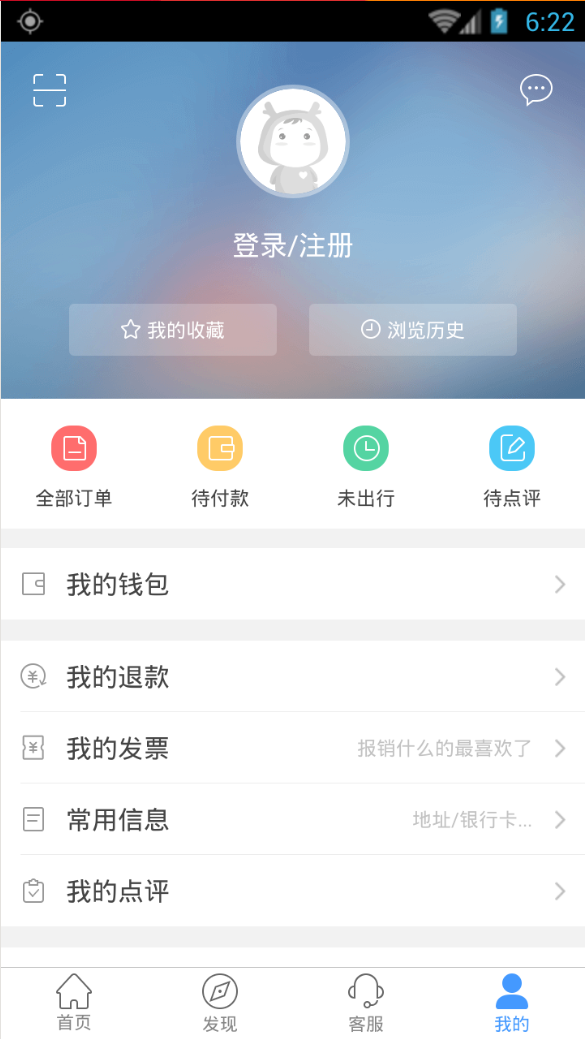 6:22
登录/注册
我的收藏
浏览历史
全部订单
待付款
未出行
待点评
我的钱包
我的退款
我的发票
报销什么的最喜欢了
常用信息
地址/银行卡...
我的点评
首页
发现
客服
我的